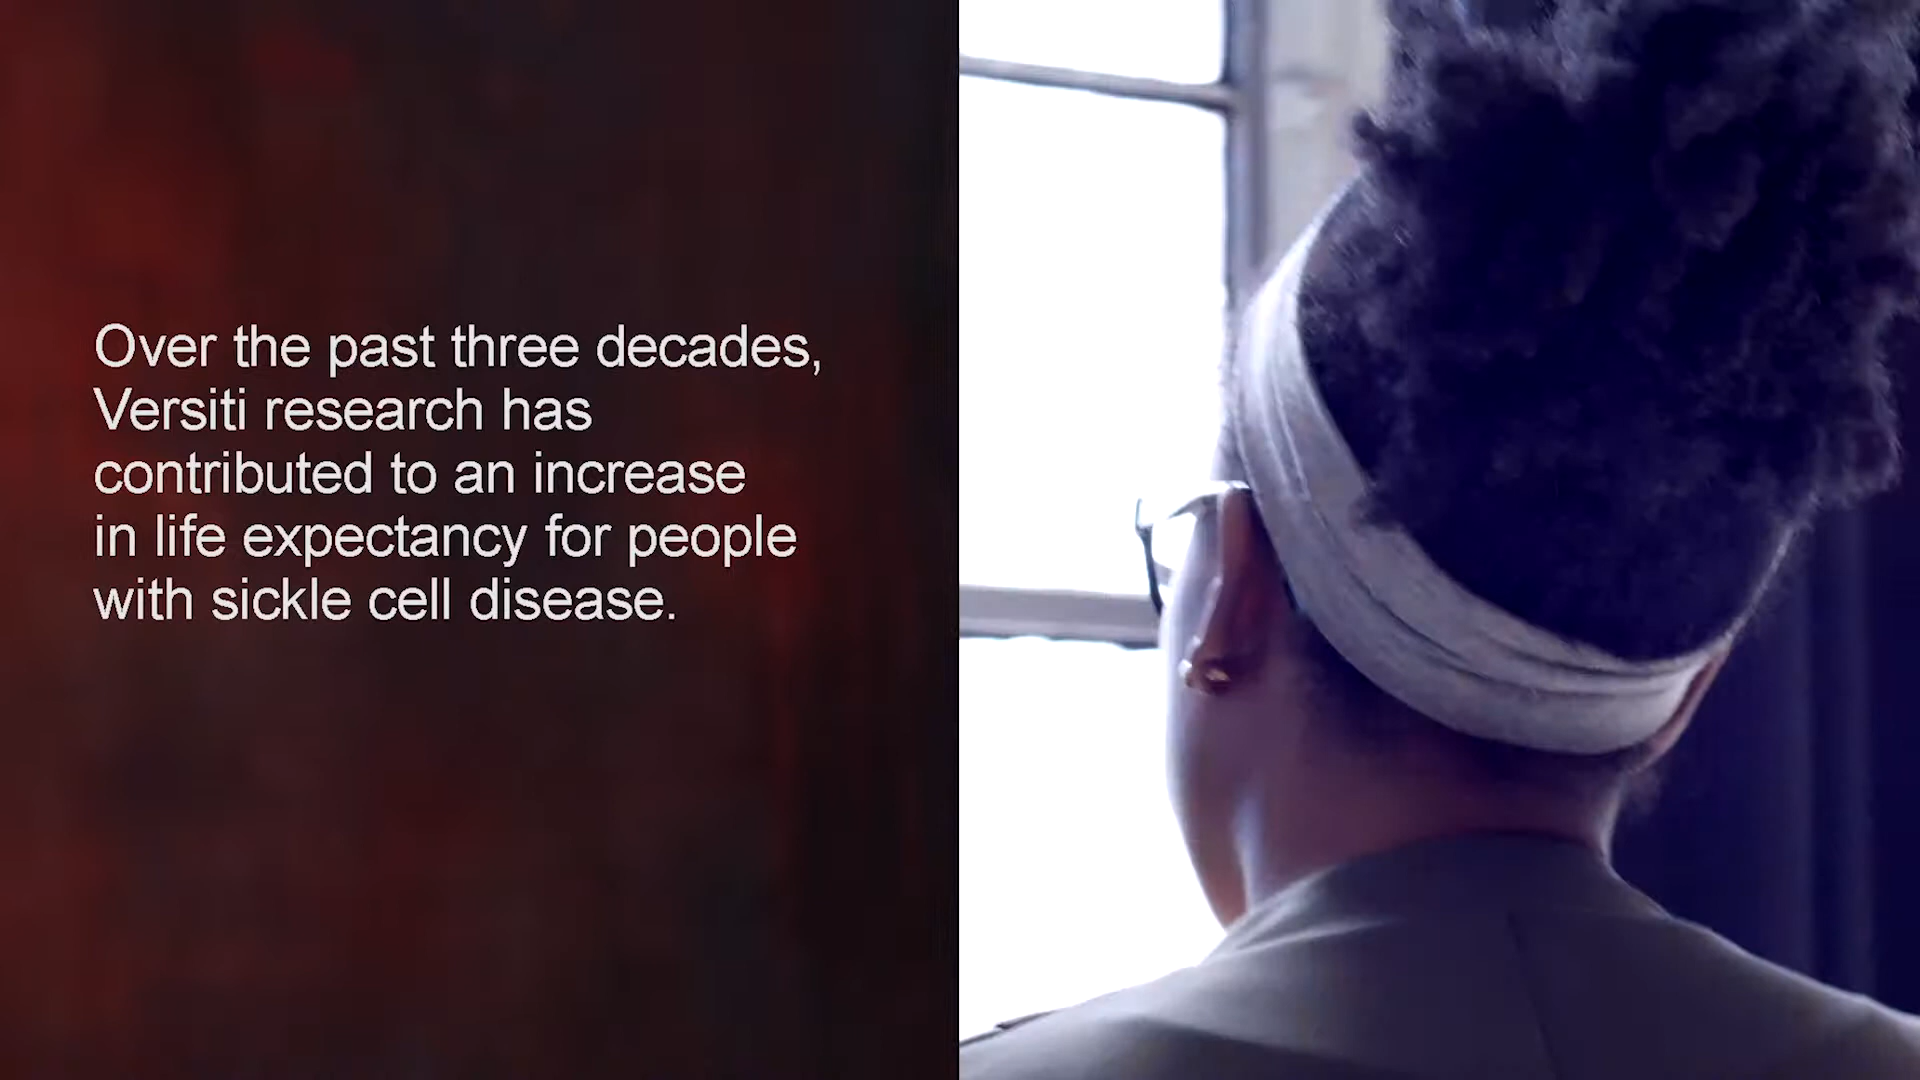 Over the past three decades,
Versiti research has
contributed to an increase
in life expectancy for people
with sickle cell disease.